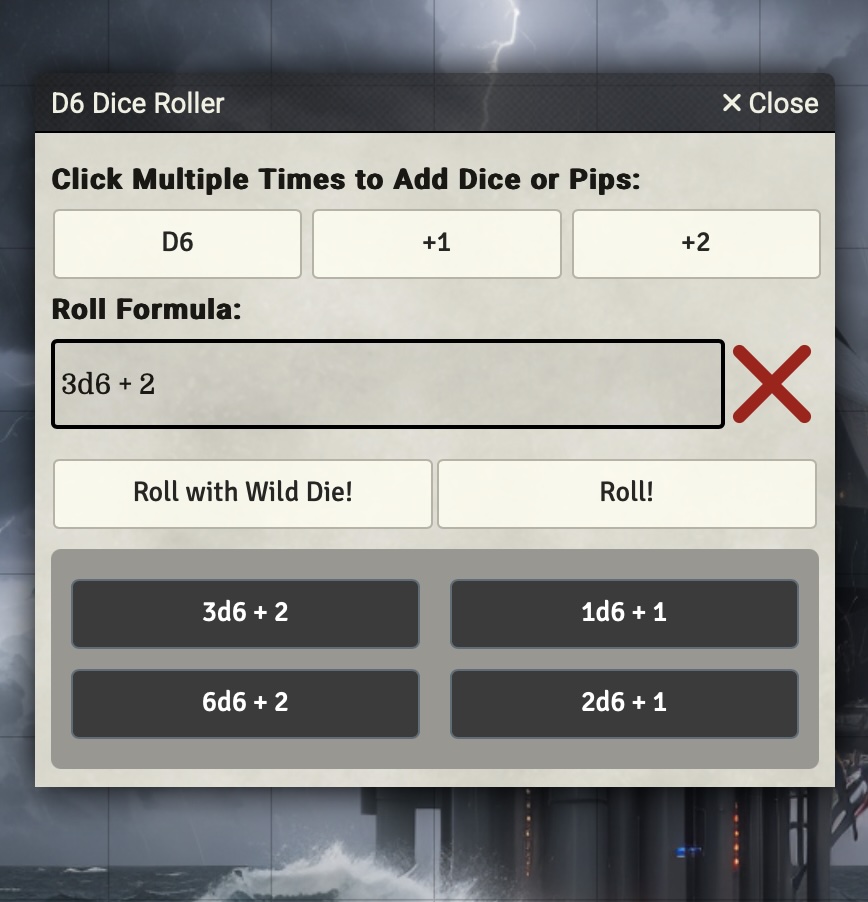 D6 Dice Roller
× Close
Click Multiple Times to Add Dice or Pips:
D6 +1 +2
Roll Formula:
3d6 + 2
Roll with Wild Die! Roll!
3d6 + 2 1d6 + 1
6d6 + 2 2d6 + 1